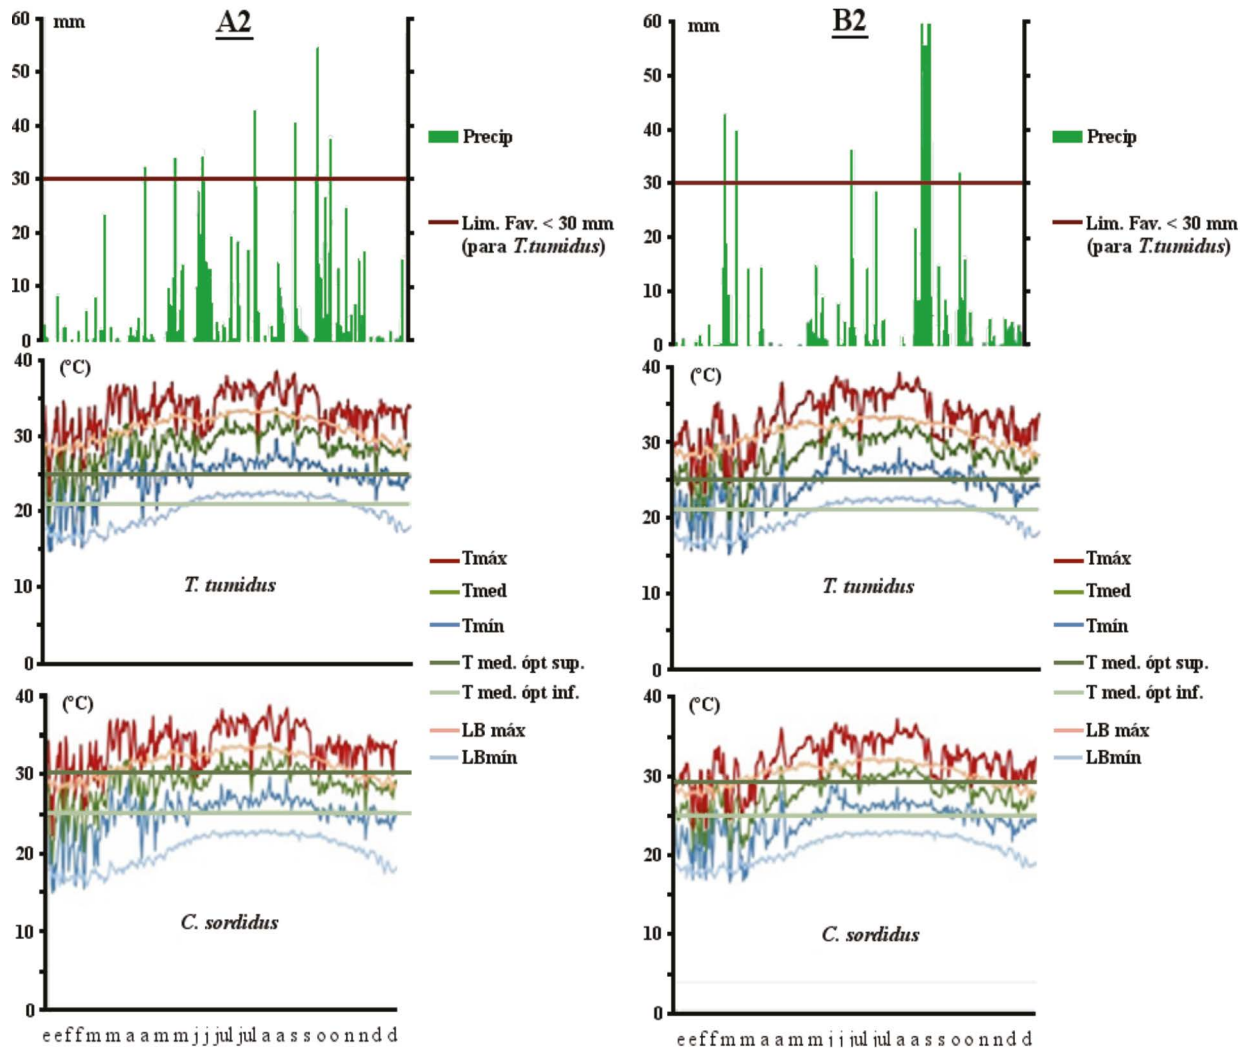 A2
mm
60
50
40
30
20
10
0
Precip
Lim. Fav. < 30 mm
(para T.tumidus)
(°C)
40
30
20
10
0
T. tumidus
Tmáx
Tmed
Tmín
T med. ópt sup.
T med. ópt inf.
LB máx
LBmín
(°C)
40
30
20
10
0
C. sordidus
e e f f m m a a m m j j jul jul a a s s o o n n d d
B2
mm
60
50
40
30
20
10
0
Precip
Lim. Fav. < 30 mm
(para T.tumidus)
(°C)
40
30
20
10
0
T. tumidus
Tmáx
Tmed
Tmín
T med. ópt sup.
T med. ópt inf.
LB máx
LBmín
(°C)
40
30
20
10
0
C. sordidus
e e f f m m a a m m j j jul jul a a s s o o n n d d